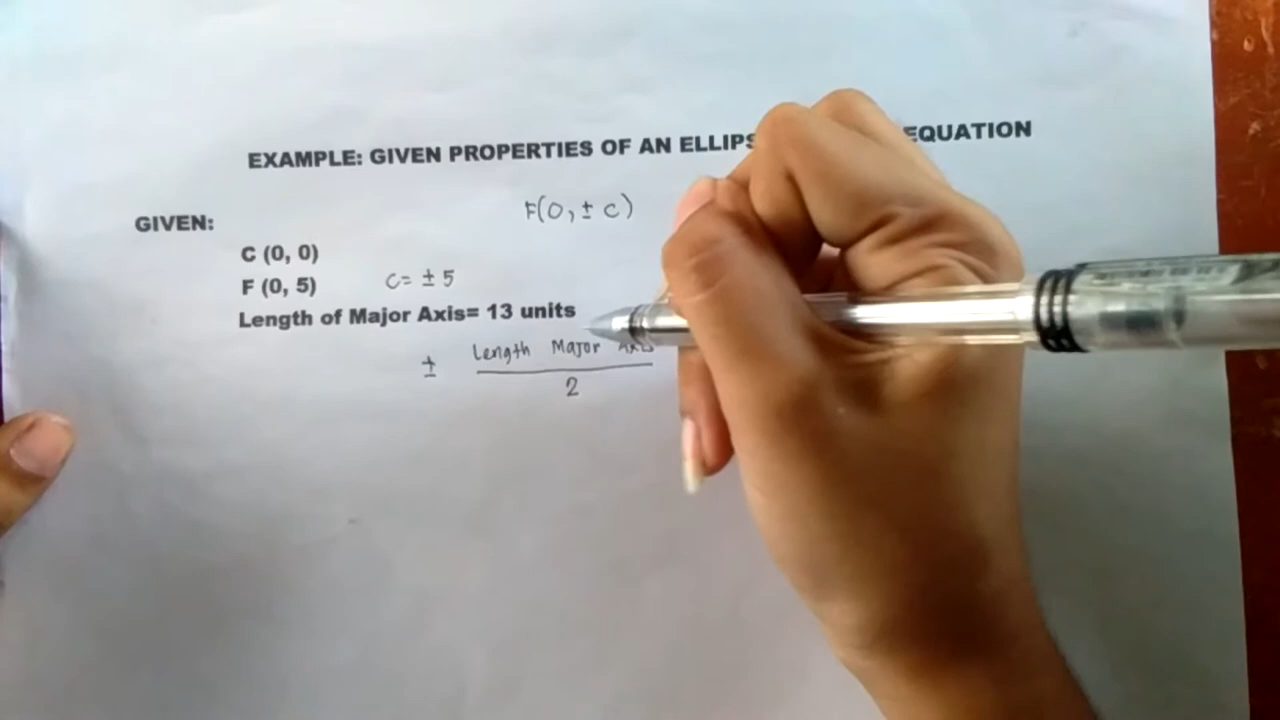 EXAMPLE: GIVEN PROPERTIES OF AN EQUATION
F(0, ± c)
GIVEN:
C (0, 0)
F (0, 5) c= ± 5
Length of Major Axis= 13 units
± Length Major Axis
2